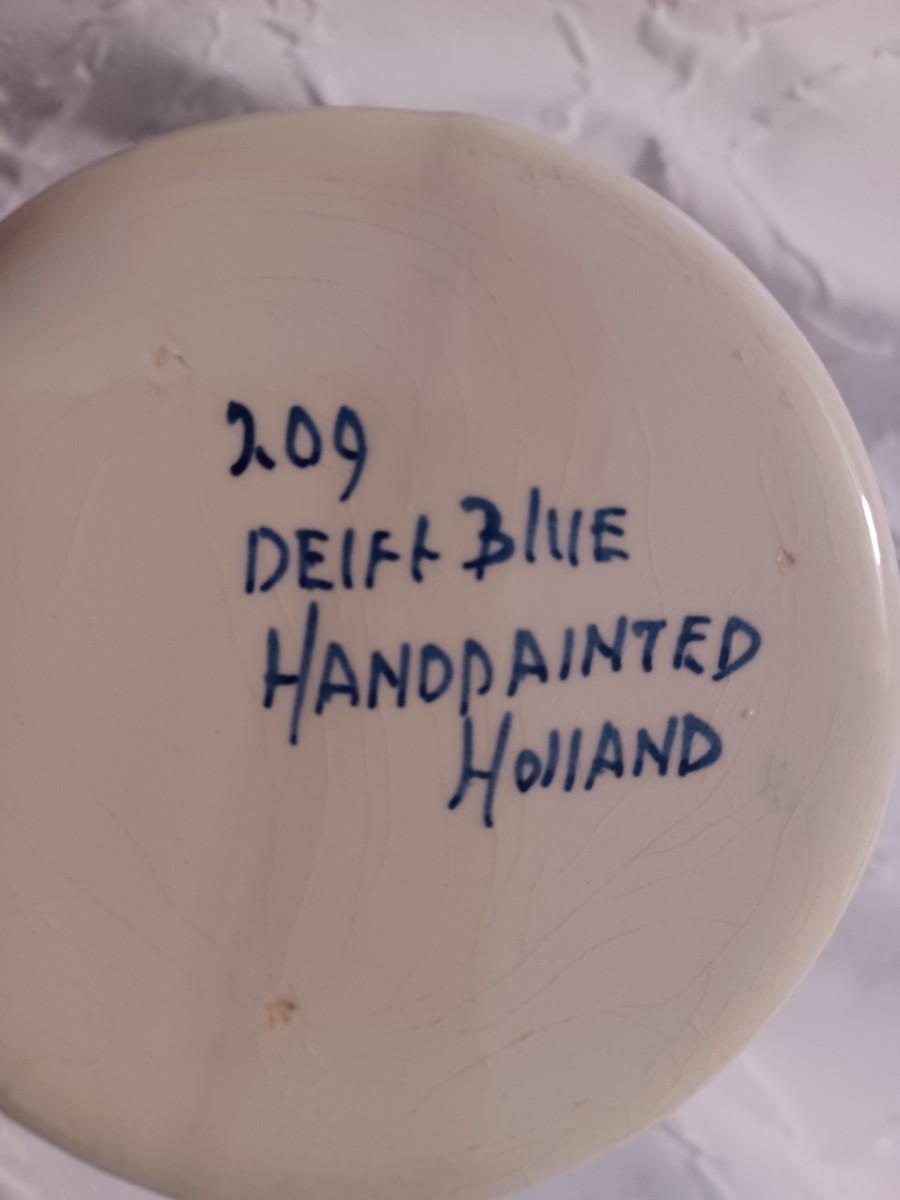 209
DElFt BlUE
HANDpAINTED
HollAND